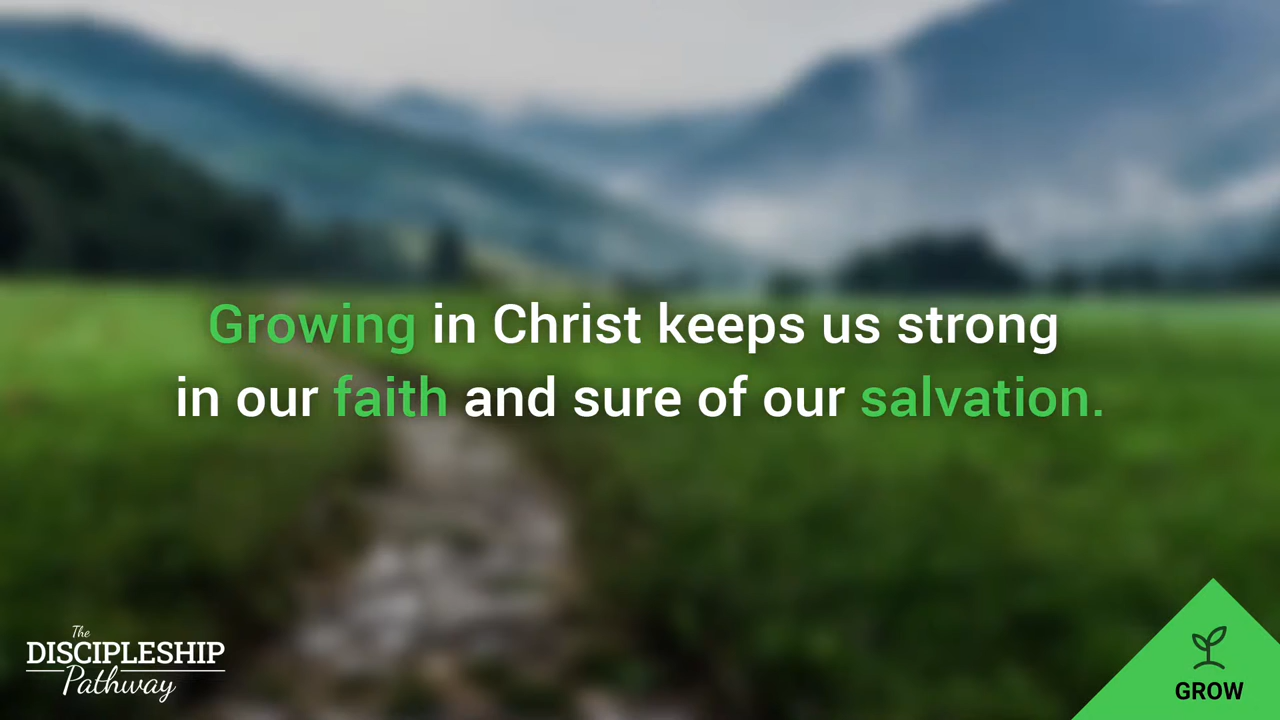 Growing in Christ keeps us strong
in our faith and sure of our salvation.
The
DISCIPLESHIP
Pathway
GROW